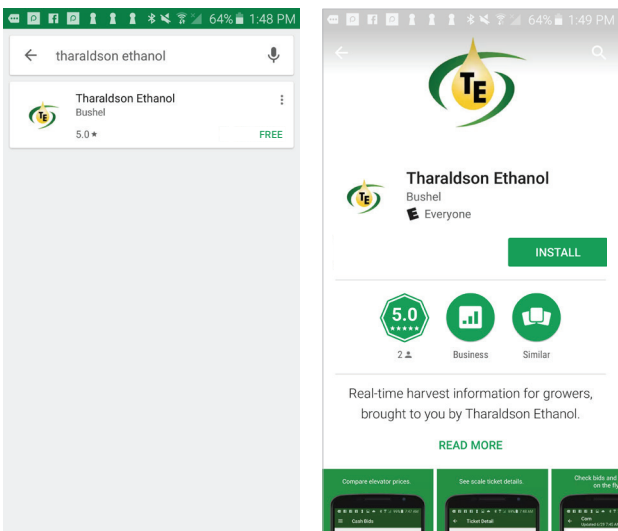 64% 1:48 PM
tharaldson ethanol
TE
Tharaldson Ethanol
Bushel
5.0 ★
FREE
64% 1:49 PM
TE
TE
Tharaldson Ethanol
Bushel
E Everyone
INSTALL
5.0
★★★★★
2
Business
Similar
Real-time harvest information for growers,
brought to you by Tharaldson Ethanol.
READ MORE
Compare elevator prices.
Cash Bids
See scale ticket details.
Ticket Detail
Check bids and
on the fly
Corn